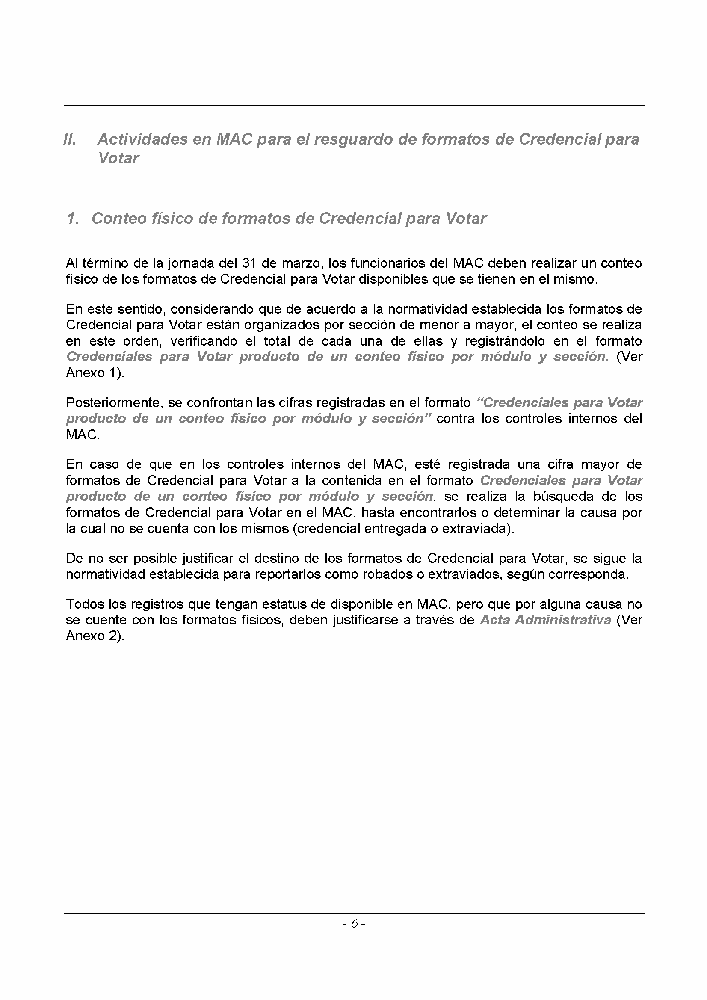 II. Actividades en MAC para el resguardo de formatos de Credencial para
Votar
1. Conteo físico de formatos de Credencial para Votar
Al término de la jornada del 31 de marzo, los funcionarios del MAC deben realizar un conteo
físico de los formatos de Credencial para Votar disponibles que se tienen en el mismo.
En este sentido, considerando que de acuerdo a la normatividad establecida los formatos de
Credencial para Votar están organizados por sección de menor a mayor, el conteo se realiza
en este orden, verificando el total de cada una de ellas y registrándolo en el formato
Credenciales para Votar producto de un conteo físico por módulo y sección. (Ver
Anexo 1).
Posteriormente, se confrontan las cifras registradas en el formato “Credenciales para Votar
producto de un conteo físico por módulo y sección” contra los controles internos del
MAC.
En caso de que en los controles internos del MAC, esté registrada una cifra mayor de
formatos de Credencial para Votar a la contenida en el formato Credenciales para Votar
producto de un conteo físico por módulo y sección, se realiza la búsqueda de los
formatos de Credencial para Votar en el MAC, hasta encontrarlos o determinar la causa por
la cual no se cuenta con los mismos (credencial entregada o extraviada).
De no ser posible justificar el destino de los formatos de Credencial para Votar, se sigue la
normatividad establecida para reportarlos como robados o extraviados, según corresponda.
Todos los registros que tengan estatus de disponible en MAC, pero que por alguna causa no
se cuente con los formatos físicos, deben justificarse a través de Acta Administrativa (Ver
Anexo 2).
- 6 -